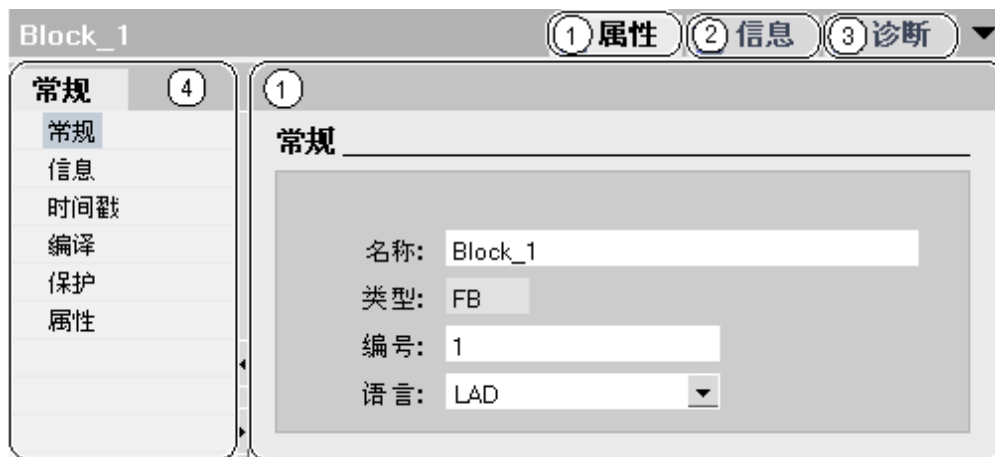 Block_1
1 属性
2 信息
3 诊断
常规 4
常规
信息
时间戳
编译
保护
属性
1
常规
名称: Block_1
类型: FB
编号: 1
语言: LAD